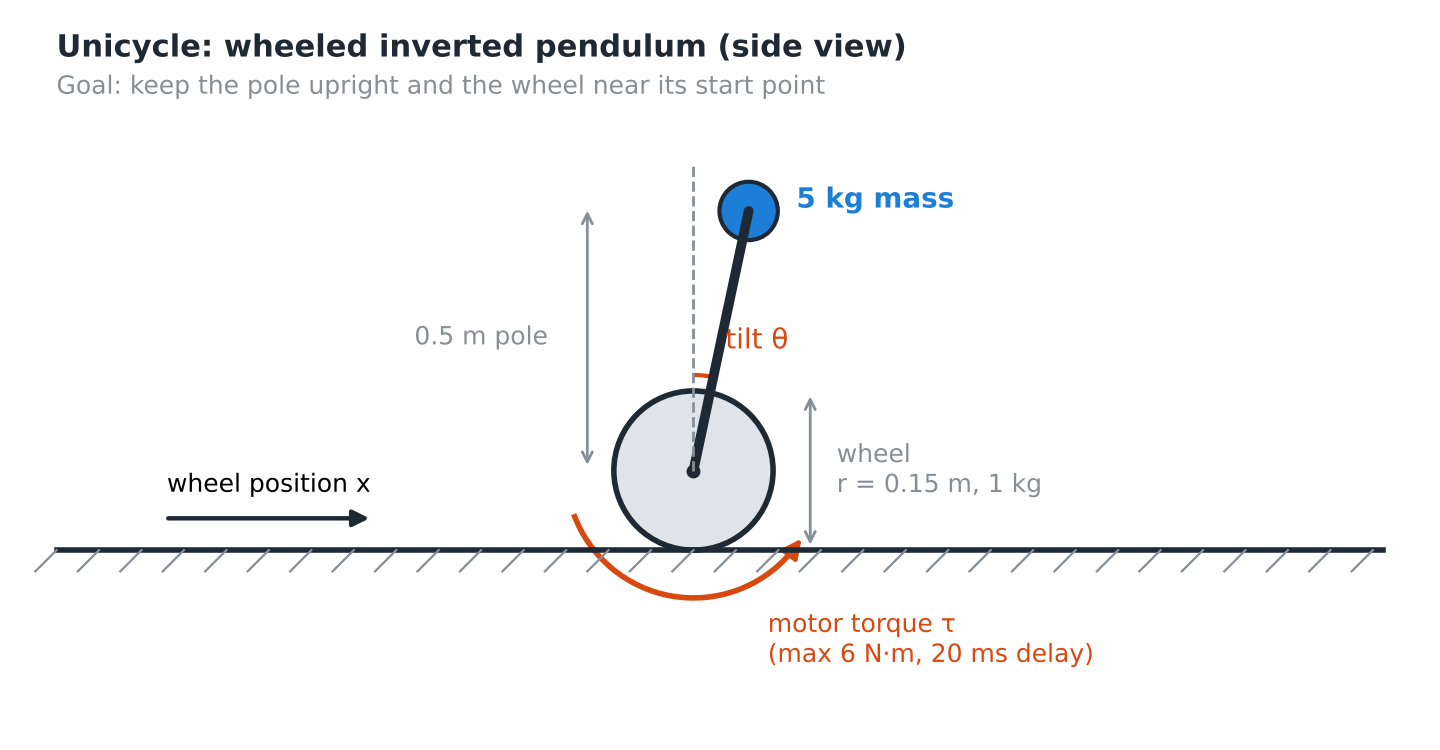 Unicycle: wheeled inverted pendulum (side view)
Goal: keep the pole upright and the wheel near its start point
5 kg mass
0.5 m pole
tilt θ
wheel
r = 0.15 m, 1 kg
wheel position x
motor torque τ
(max 6 N·m, 20 ms delay)